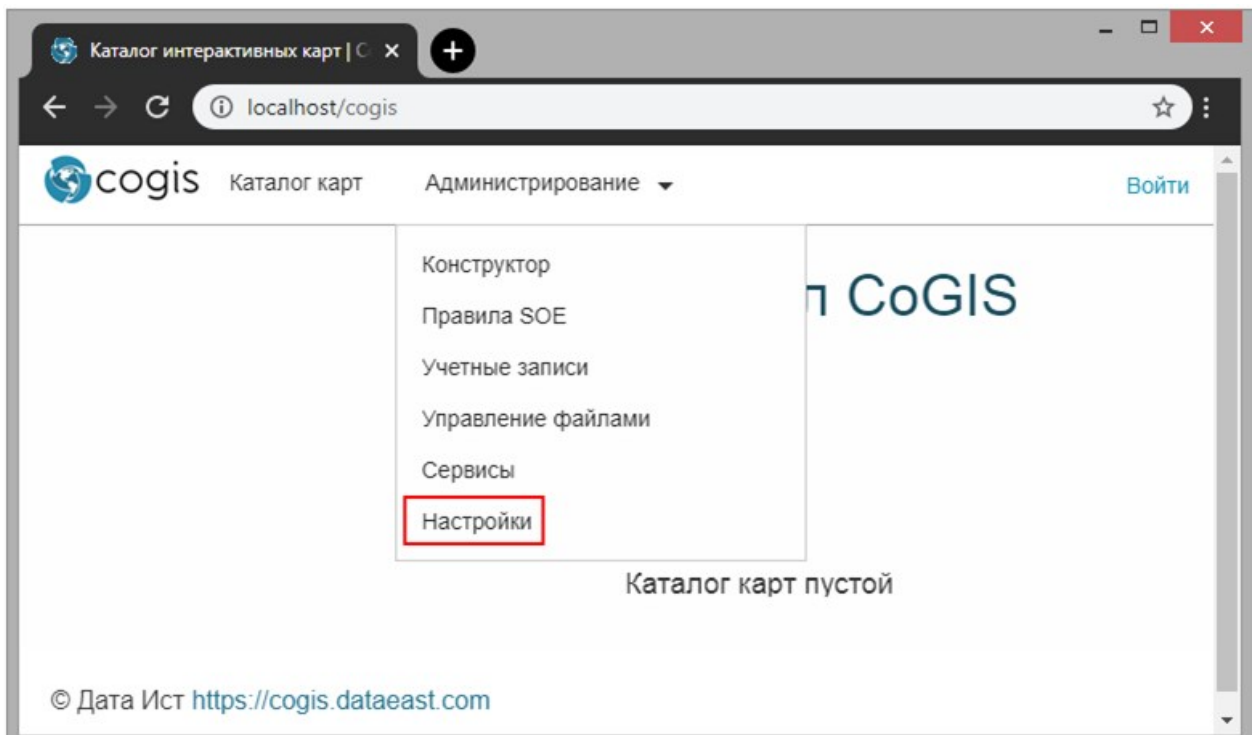 Каталог интерактивных карт | C
localhost/cogis
cogis Каталог карт Администрирование Войти
Конструктор
л CoGIS
Правила SOE
Учетные записи
Управление файлами
Сервисы
Настройки
Каталог карт пустой
© Дата Ист https://cogis.dataeast.com